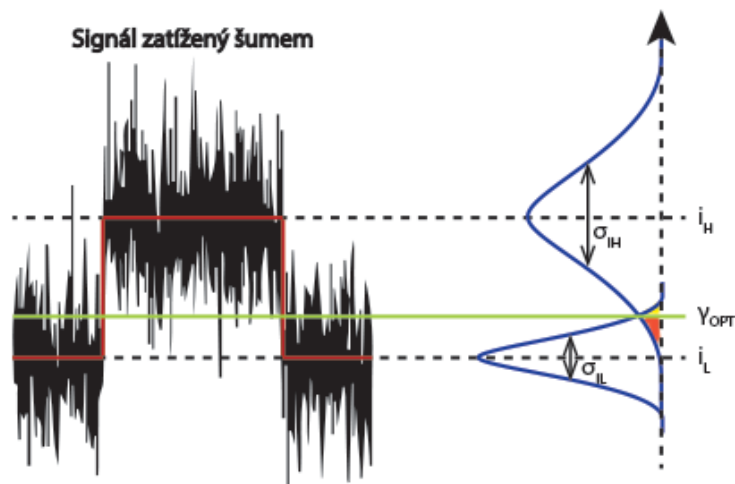 Signál zatížený šumem
σIH
iH
γOPT
iL
σIL